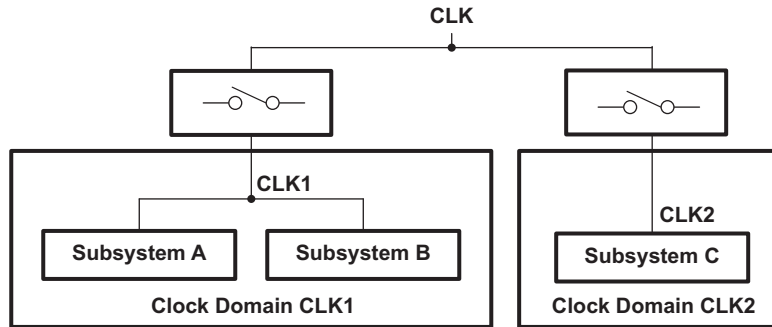 CLK
CLK1
CLK2
Subsystem A
Subsystem B
Subsystem C
Clock Domain CLK1
Clock Domain CLK2